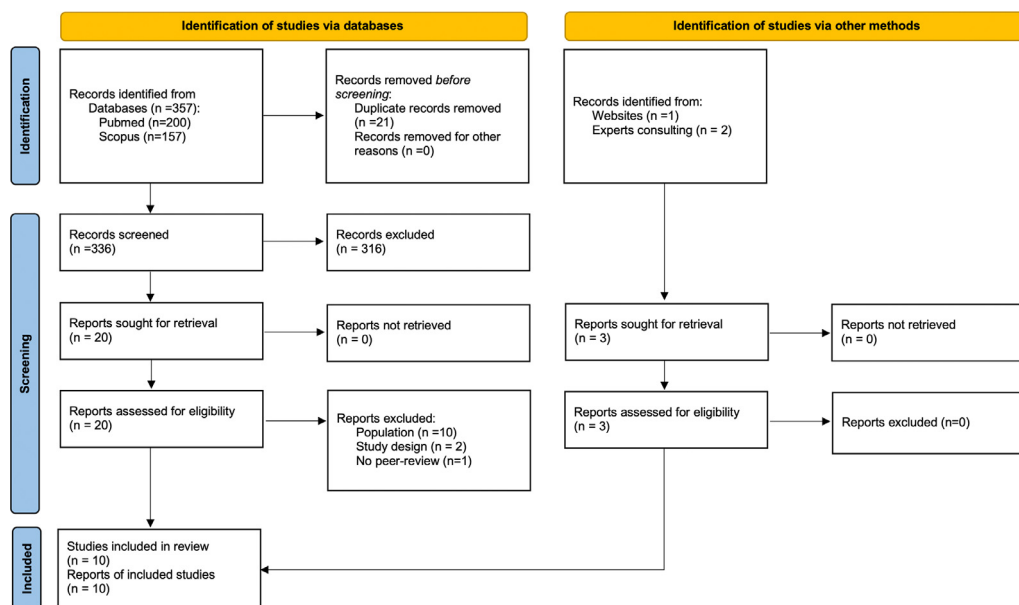 Identification of studies via databases
Identification of studies via other methods
Identification
Records identified from
Databases (n =357):
Pubmed (n=200)
Scopus (n=157)
Records removed before
screening:
Duplicate records removed
(n =21)
Records removed for other
reasons (n =0)
Records identified from:
Websites (n =1)
Experts consulting (n = 2)
Screening
Records screened
(n =336)
Records excluded
(n = 316)
Reports sought for retrieval
(n = 20)
Reports not retrieved
(n = 0)
Reports sought for retrieval
(n = 3)
Reports not retrieved
(n = 0)
Reports assessed for eligibility
(n = 20)
Reports excluded:
Population (n =10)
Study design (n = 2)
No peer-review (n=1)
Reports assessed for eligibility
(n = 3)
Reports excluded (n=0)
Included
Studies included in review
(n = 10)
Reports of included studies
(n = 10)